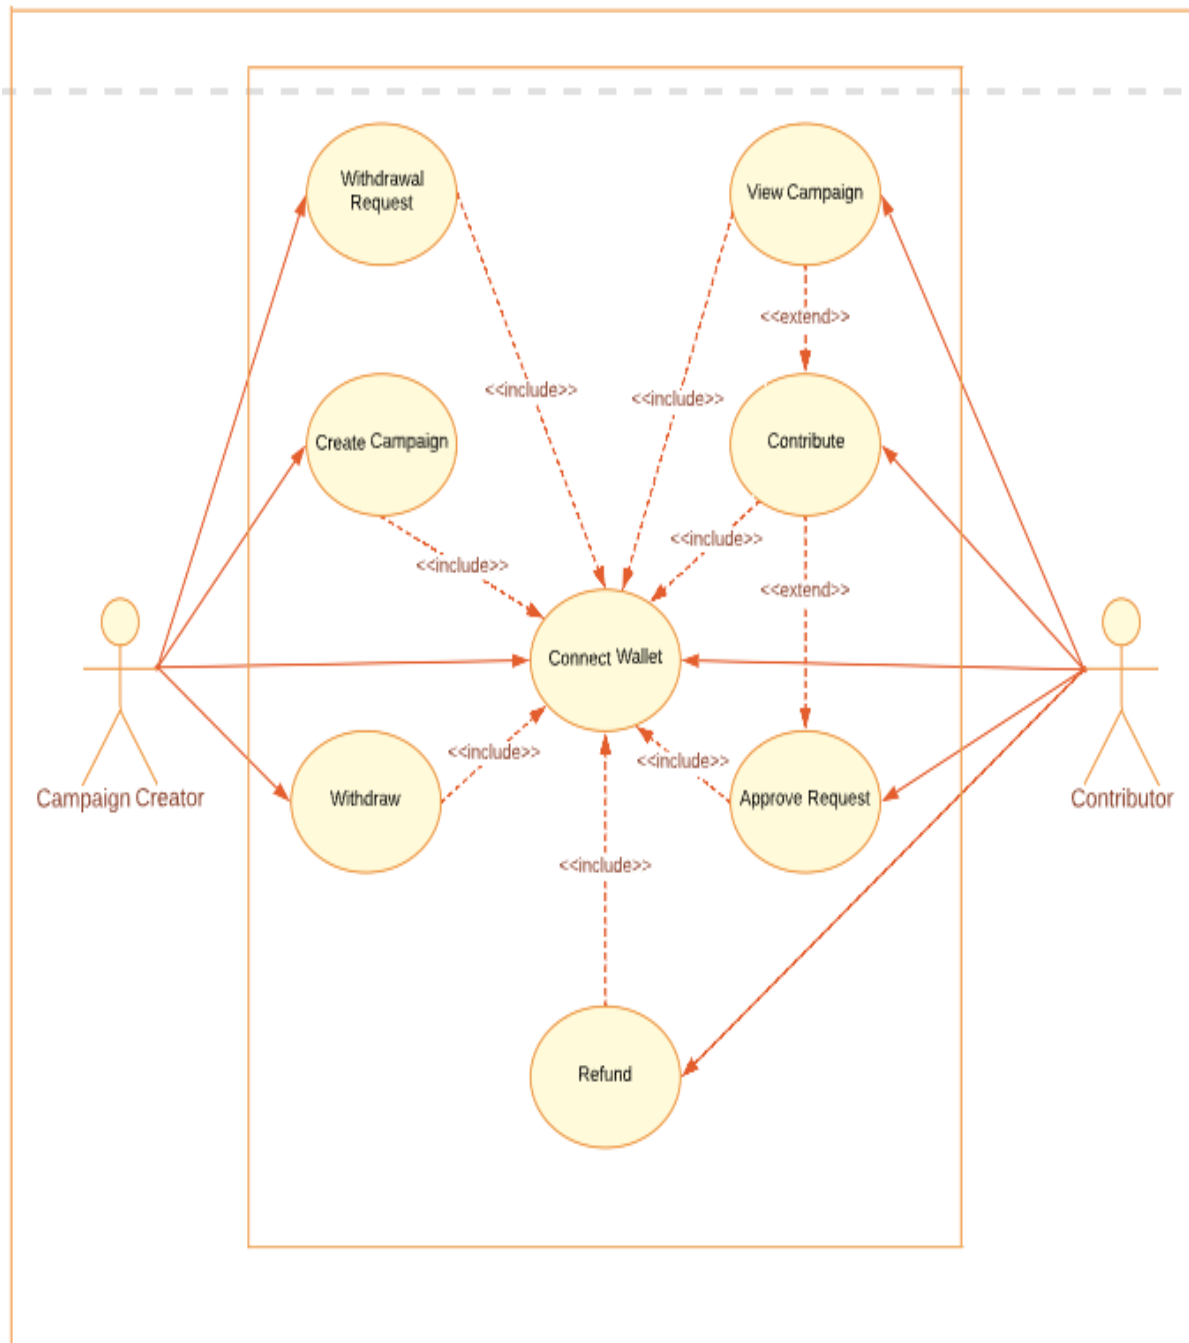 Withdrawal
Request
View Campaign
<<extend>>
<<include>>
<<include>>
Create Campaign
Contribute
<<include>>
<<include>>
<<extend>>
Connect Wallet
<<include>>
<<include>>
Campaign Creator
Withdraw
Approve Request
Contributor
<<include>>
Refund